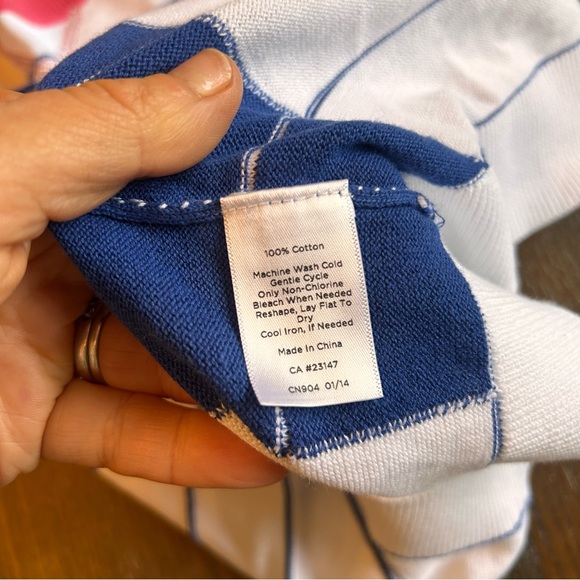 100% Cotton
Machine Wash Cold
Gentle Cycle
Only Non-Chlorine
Bleach When Needed
Reshape, Lay Flat To
Dry
Cool Iron, If Needed
Made In China
CA #23147
CN904 01/14